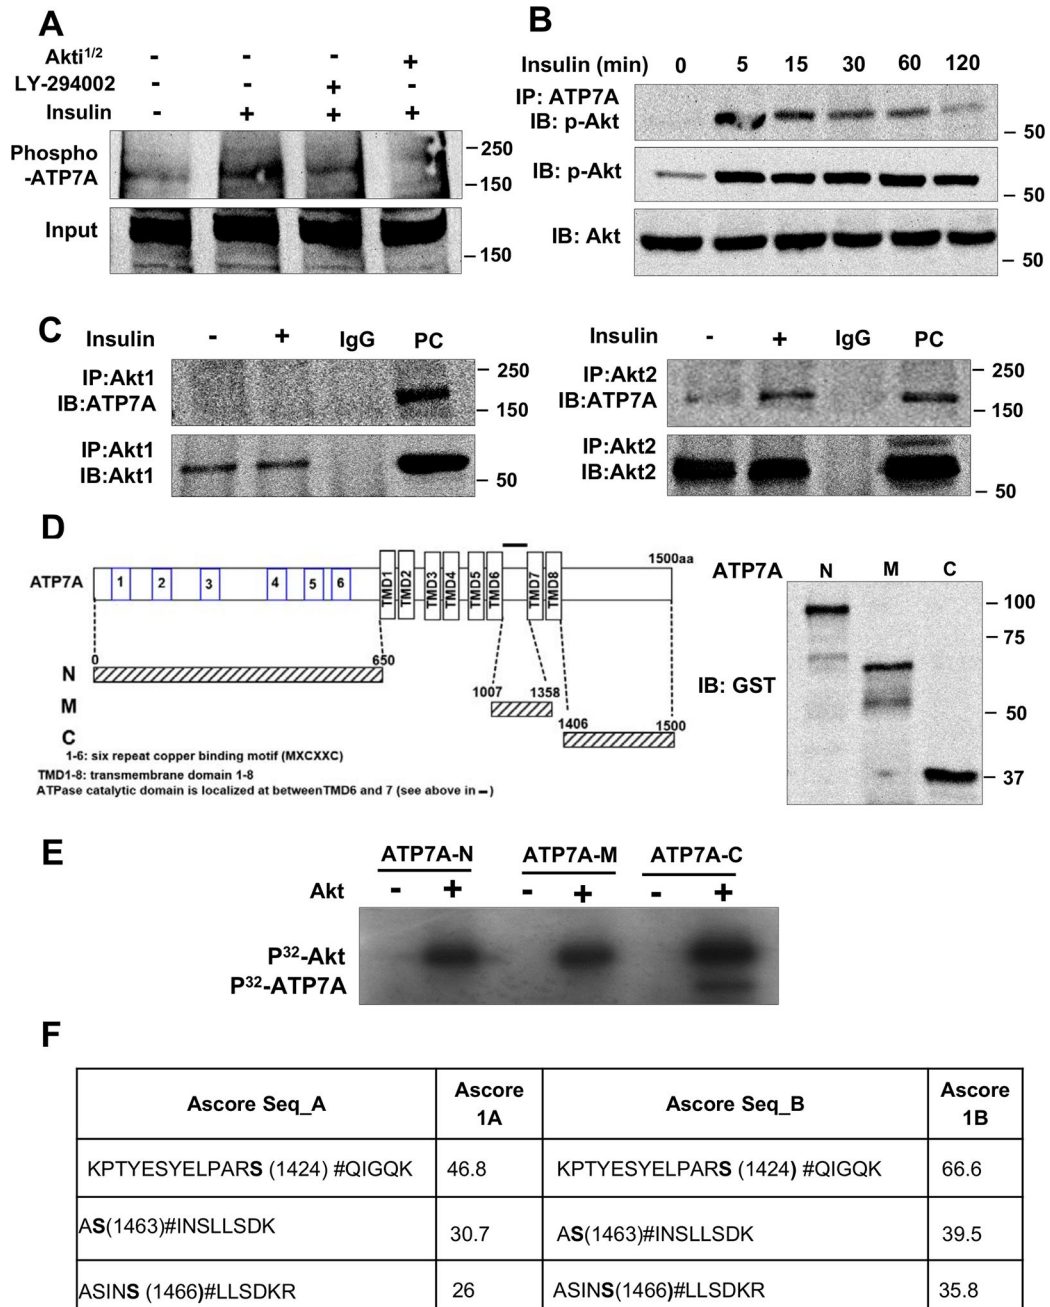 A
Akti1/2 - - - +
LY-294002 - - + -
Insulin - + + +
Phospho
-ATP7A
250
150
Input
150
B
Insulin (min) 0 5 15 30 60 120
IP: ATP7A
IB: p-Akt
50
IB: p-Akt
50
IB: Akt
50
C
Insulin - + IgG PC
IP:Akt1
IB:ATP7A
250
150
IP:Akt1
IB:Akt1
50
Insulin - + IgG PC
IP:Akt2
IB:ATP7A
250
150
IP:Akt2
IB:Akt2
50
D
1500aa
ATP7A 1 2 3 4 5 6 TMD1 TMD2 TMD3 TMD4 TMD5 TMD6 TMD7 TMD8
0 650
N
1007 1358
M
1406 1500
C
1-6: six repeat copper binding motif (MXCXXC)
TMD1-8: transmembrane domain 1-8
ATPase catalytic domain is localized at betweenTMD6 and 7 (see above in – )
ATP7A N M C
IB: GST
100
75
50
37
E
ATP7A-N ATP7A-M ATP7A-C
Akt - + - + - +
P32-Akt
P32-ATP7A
F
Ascore Seq_A Ascore 1A Ascore Seq_B Ascore 1B
KPTYESYELPARS (1424) #QIGQK 46.8 KPTYESYELPARS (1424) #QIGQK 66.6
AS(1463)#INSLLSDK 30.7 AS(1463)#INSLLSDK 39.5
ASINS (1466)#LLSDKR 26 ASINS(1466)#LLSDKR 35.8